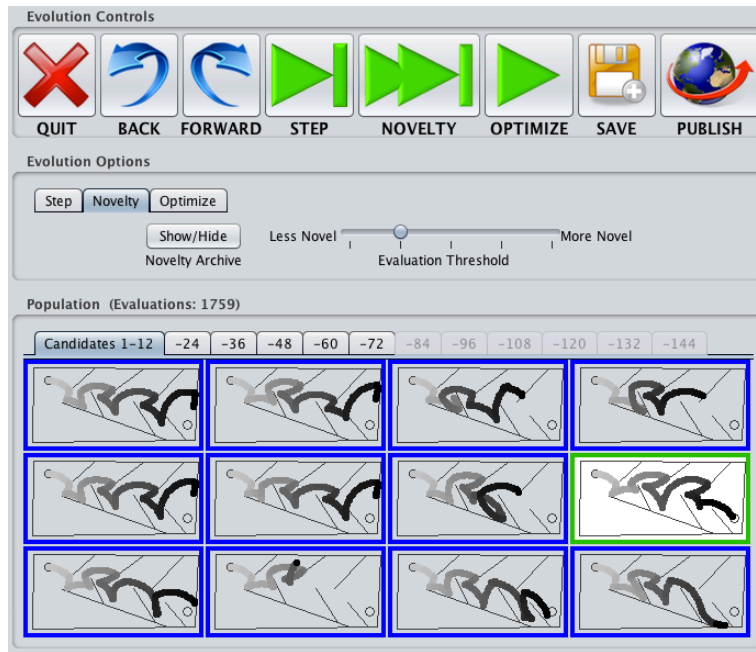 Evolution Controls
QUIT BACK FORWARD STEP NOVELTY OPTIMIZE SAVE PUBLISH
Evolution Options
Step Novelty Optimize
Show/Hide Less Novel More Novel
Novelty Archive Evaluation Threshold
Population (Evaluations: 1759)
Candidates 1-12 -24 -36 -48 -60 -72 -84 -96 -108 -120 -132 -144